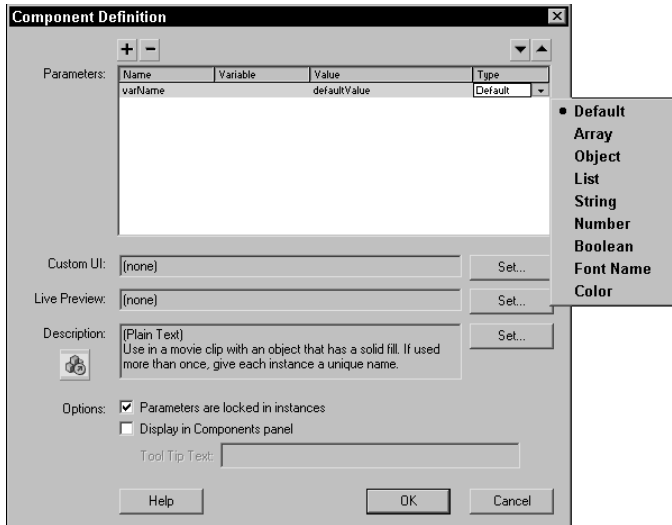 Component Definition
Parameters:
Name Variable Value Type
varName defaultValue Default
Default
Array
Object
List
String
Number
Boolean
Font Name
Color
Custom UI: (none) Set...
Live Preview: (none) Set...
Description: (Plain Text) Set...
Use in a movie clip with an object that has a solid fill. If used
more than once, give each instance a unique name.
Options: Parameters are locked in instances
Display in Components panel
Tool Tip Text:
Help OK Cancel